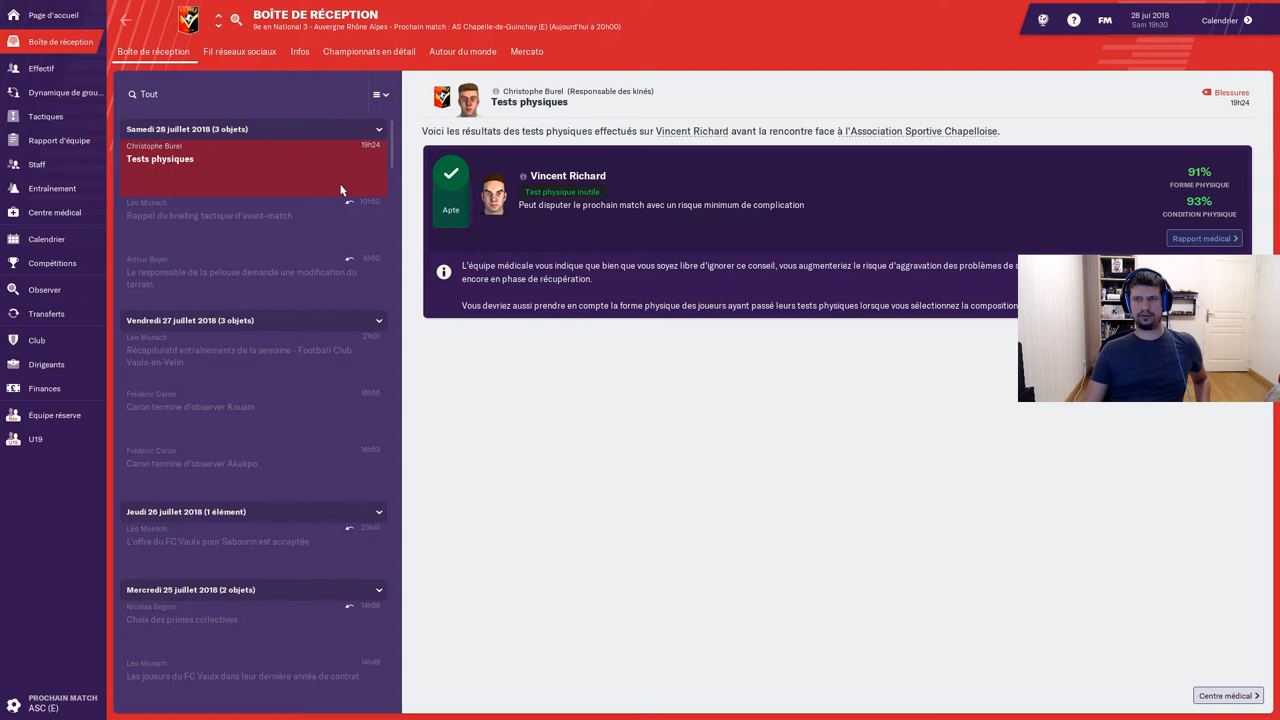 Page d'accueil
Boîte de réception
Effectif
Dynamique de grou...
Tactiques
Rapport d'équipe
Staff
Entraînement
Centre médical
Calendrier
Compétitions
Observer
Transferts
Club
Dirigeants
Finances
Équipe réserve
U19
PROCHAIN MATCH
ASC (E)
BOÎTE DE RÉCEPTION
9e en National 3 - Auvergne Rhône Alpes - Prochain match : AS Chapelle-de-Guinchay (E) (Aujourd'hui à 20h00)
FM
28 jui 2018
Sam 19h30
Calendrier
Boîte de réception Fil réseaux sociaux Infos Championnats en détail Autour du monde Mercato
Tout
Samedi 28 juillet 2018 (3 objets)
Christophe Burel 19h24
Tests physiques
Léo Munsch 10h50
Rappel du briefing tactique d'avant-match
Arthur Boyer 8h50
Le responsable de la pelouse demande une modification du
terrain.
Vendredi 27 juillet 2018 (3 objets)
Léo Munsch 21h31
Récapitulatif entraînements de la semaine - Football Club
Vaulx-en-Velin
Frédéric Caron 16h56
Caron termine d'observer Kouam
Frédéric Caron 16h53
Caron termine d'observer Akakpo
Jeudi 26 juillet 2018 (1 élément)
Léo Munsch 23h41
L'offre du FC Vaulx pour Sabourin est acceptée
Mercredi 25 juillet 2018 (2 objets)
Nicolas Seguin 14h58
Choix des primes collectives
Léo Munsch 14h49
Les joueurs du FC Vaulx dans leur dernière année de contrat
Christophe Burel (Responsable des kinés)
Tests physiques
Blessures
19h24
Voici les résultats des tests physiques effectués sur Vincent Richard avant la rencontre face à l'Association Sportive Chapelloise.
Apte
Vincent Richard
Test physique inutile
Peut disputer le prochain match avec un risque minimum de complication
91%
FORME PHYSIQUE
93%
CONDITION PHYSIQUE
Rapport médical
L'équipe médicale vous indique que bien que vous soyez libre d'ignorer ce conseil, vous augmenteriez le risque d'aggravation des problèmes de
encore en phase de récupération.
Vous devriez aussi prendre en compte la forme physique des joueurs ayant passé leurs tests physiques lorsque vous sélectionnez la composition
Centre médical